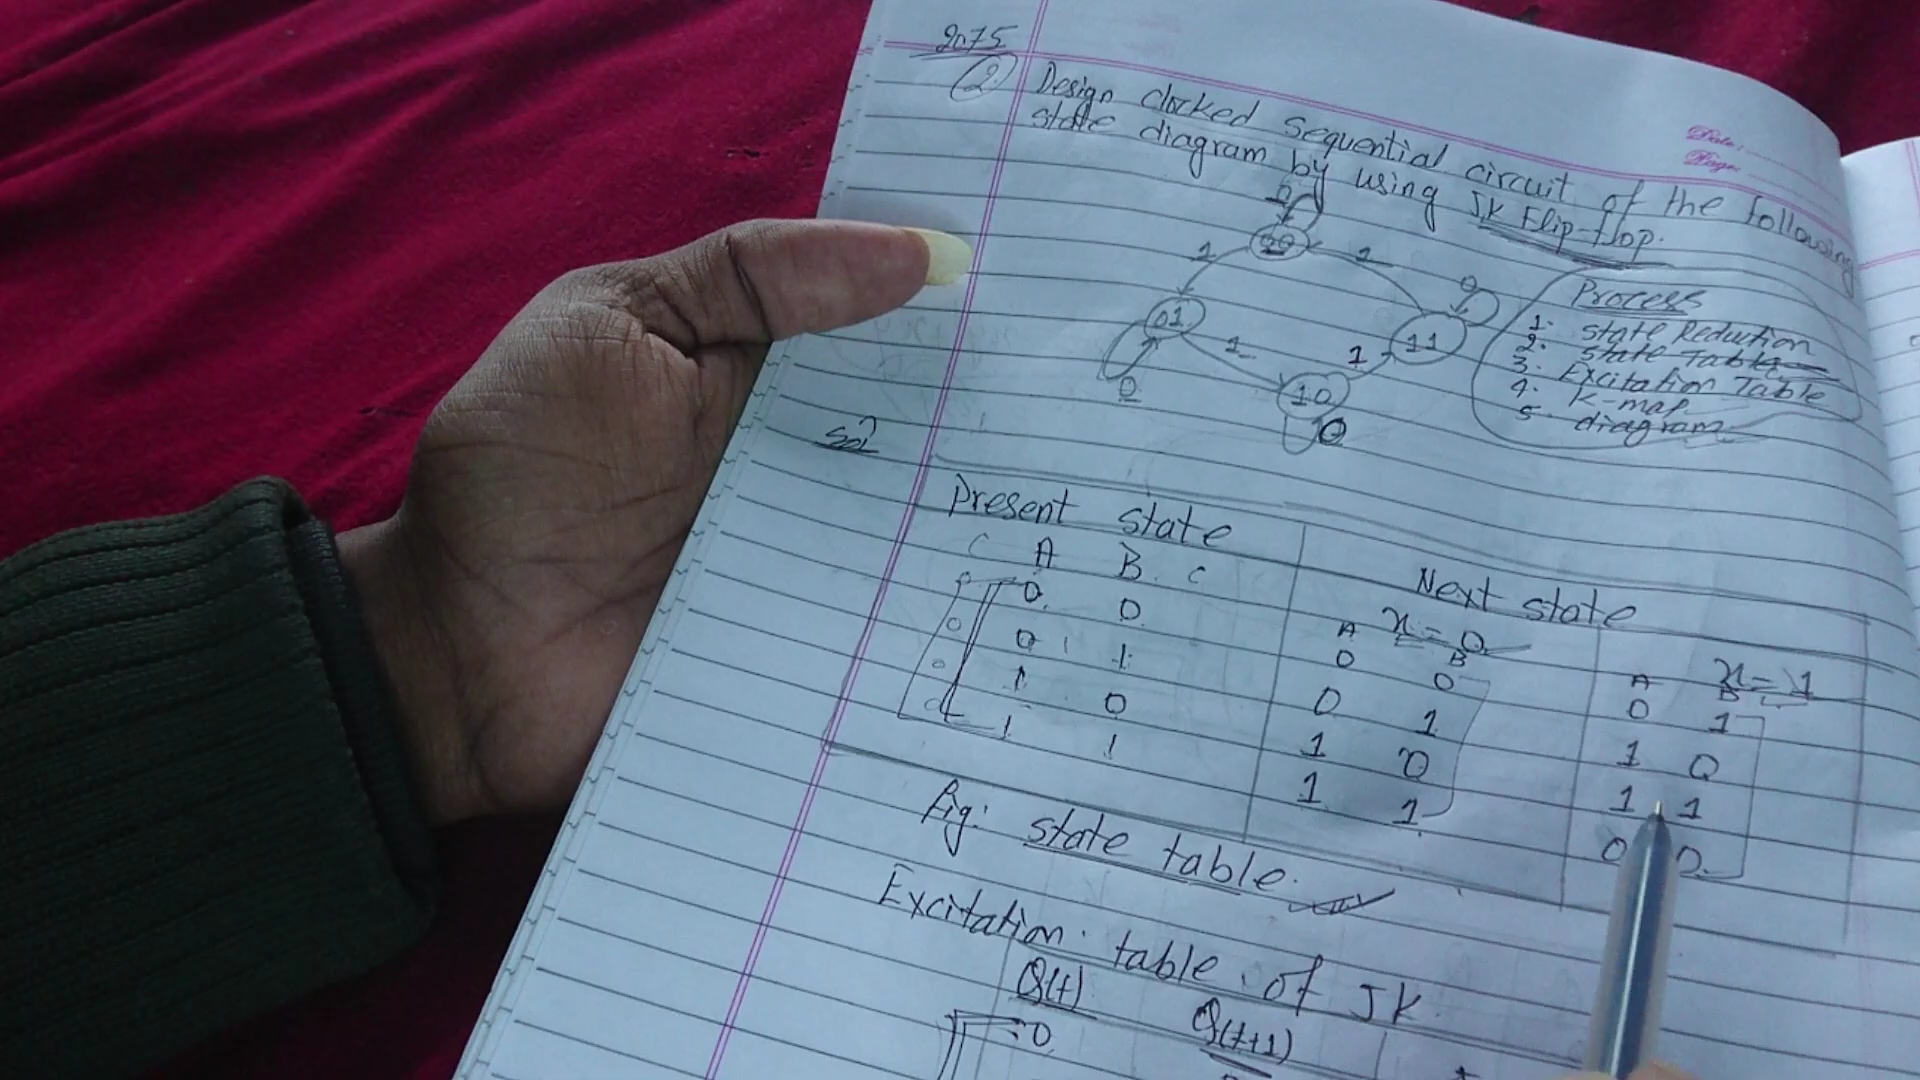 2075
② Design clocked sequential circuit of the following
state diagram by using JK Flip-flop.
0
00
1 1
0
01
11
1 1
0
10
0
Process
1. state Reduction
2. state Table
3. Excitation Table
4. K-map
5. diagram
Present state
Next state
C A B C
x = 0
x = 1
A B
A B
0 0 0 0 0 0 1
0 0 1 0 1 1 0
0 1 0 1 0 1 1
1 1 1 1 0 0
Fig: state table.
Excitation table of JK
Q(t) Q(t+1)
0